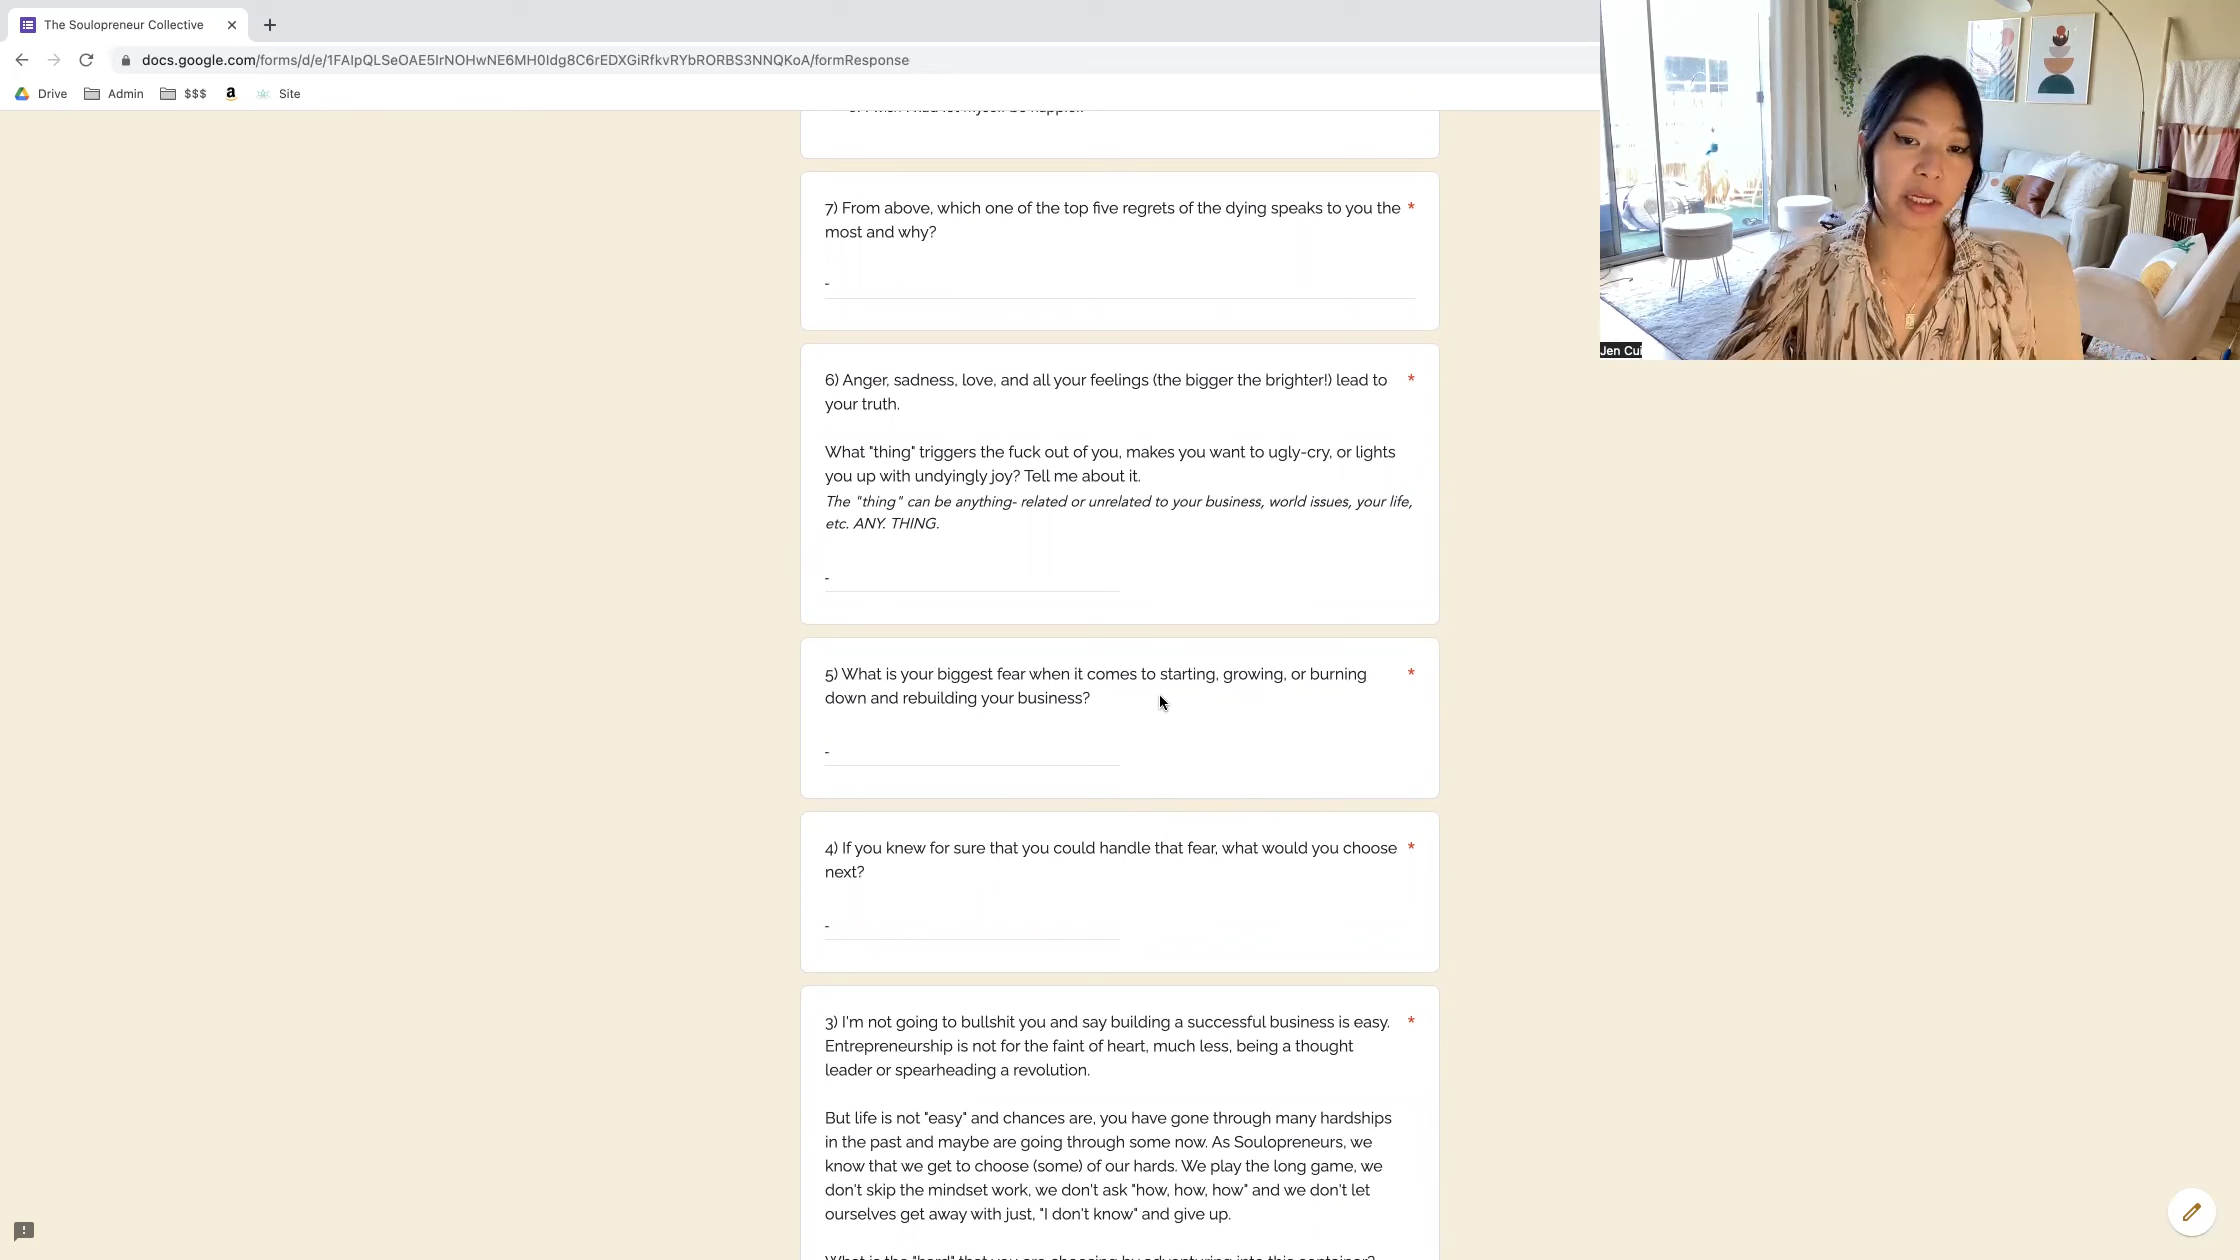 The Soulopreneur Collective
docs.google.com/forms/d/e/1FAIpQLSeOAE5IrNOHwNE6MH0Idg8C6rEDXGiRfkvRYbRORBS3NNQKoA/formResponse
Drive
Admin
$$$
Site
Jen Cui
7) From above, which one of the top five regrets of the dying speaks to you the *
most and why?
-
6) Anger, sadness, love, and all your feelings (the bigger the brighter!) lead to *
your truth.
What "thing" triggers the fuck out of you, makes you want to ugly-cry, or lights
you up with undyingly joy? Tell me about it.
The "thing" can be anything- related or unrelated to your business, world issues, your life,
etc. ANY. THING.
-
5) What is your biggest fear when it comes to starting, growing, or burning *
down and rebuilding your business?
-
4) If you knew for sure that you could handle that fear, what would you choose *
next?
-
3) I'm not going to bullshit you and say building a successful business is easy. *
Entrepreneurship is not for the faint of heart, much less, being a thought
leader or spearheading a revolution.
But life is not "easy" and chances are, you have gone through many hardships
in the past and maybe are going through some now. As Soulopreneurs, we
know that we get to choose (some) of our hards. We play the long game, we
don't skip the mindset work, we don't ask "how, how, how" and we don't let
ourselves get away with just, "I don't know" and give up.